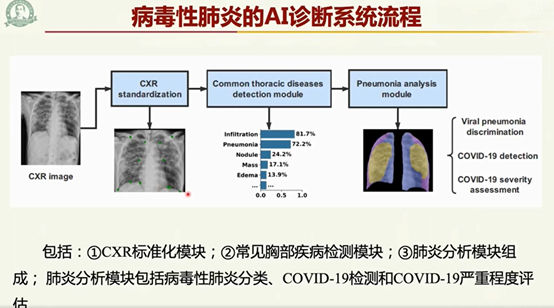 病毒性肺炎的AI诊断系统流程
CXR standardization
Common thoracic diseases detection module
Pneumonia analysis module
CXR image
Infiltration 81.7%
Pneumonia 72.2%
Nodule 24.2%
Mass 17.1%
Edema 13.9%
...
0.0 0.5 1.0
Viral pneumonia discrimination
COVID-19 detection
COVID-19 severity assessment
包括：①CXR标准化模块；②常见胸部疾病检测模块；③肺炎分析模块组
成； 肺炎分析模块包括病毒性肺炎分类、COVID-19检测和COVID-19严重程度评
估